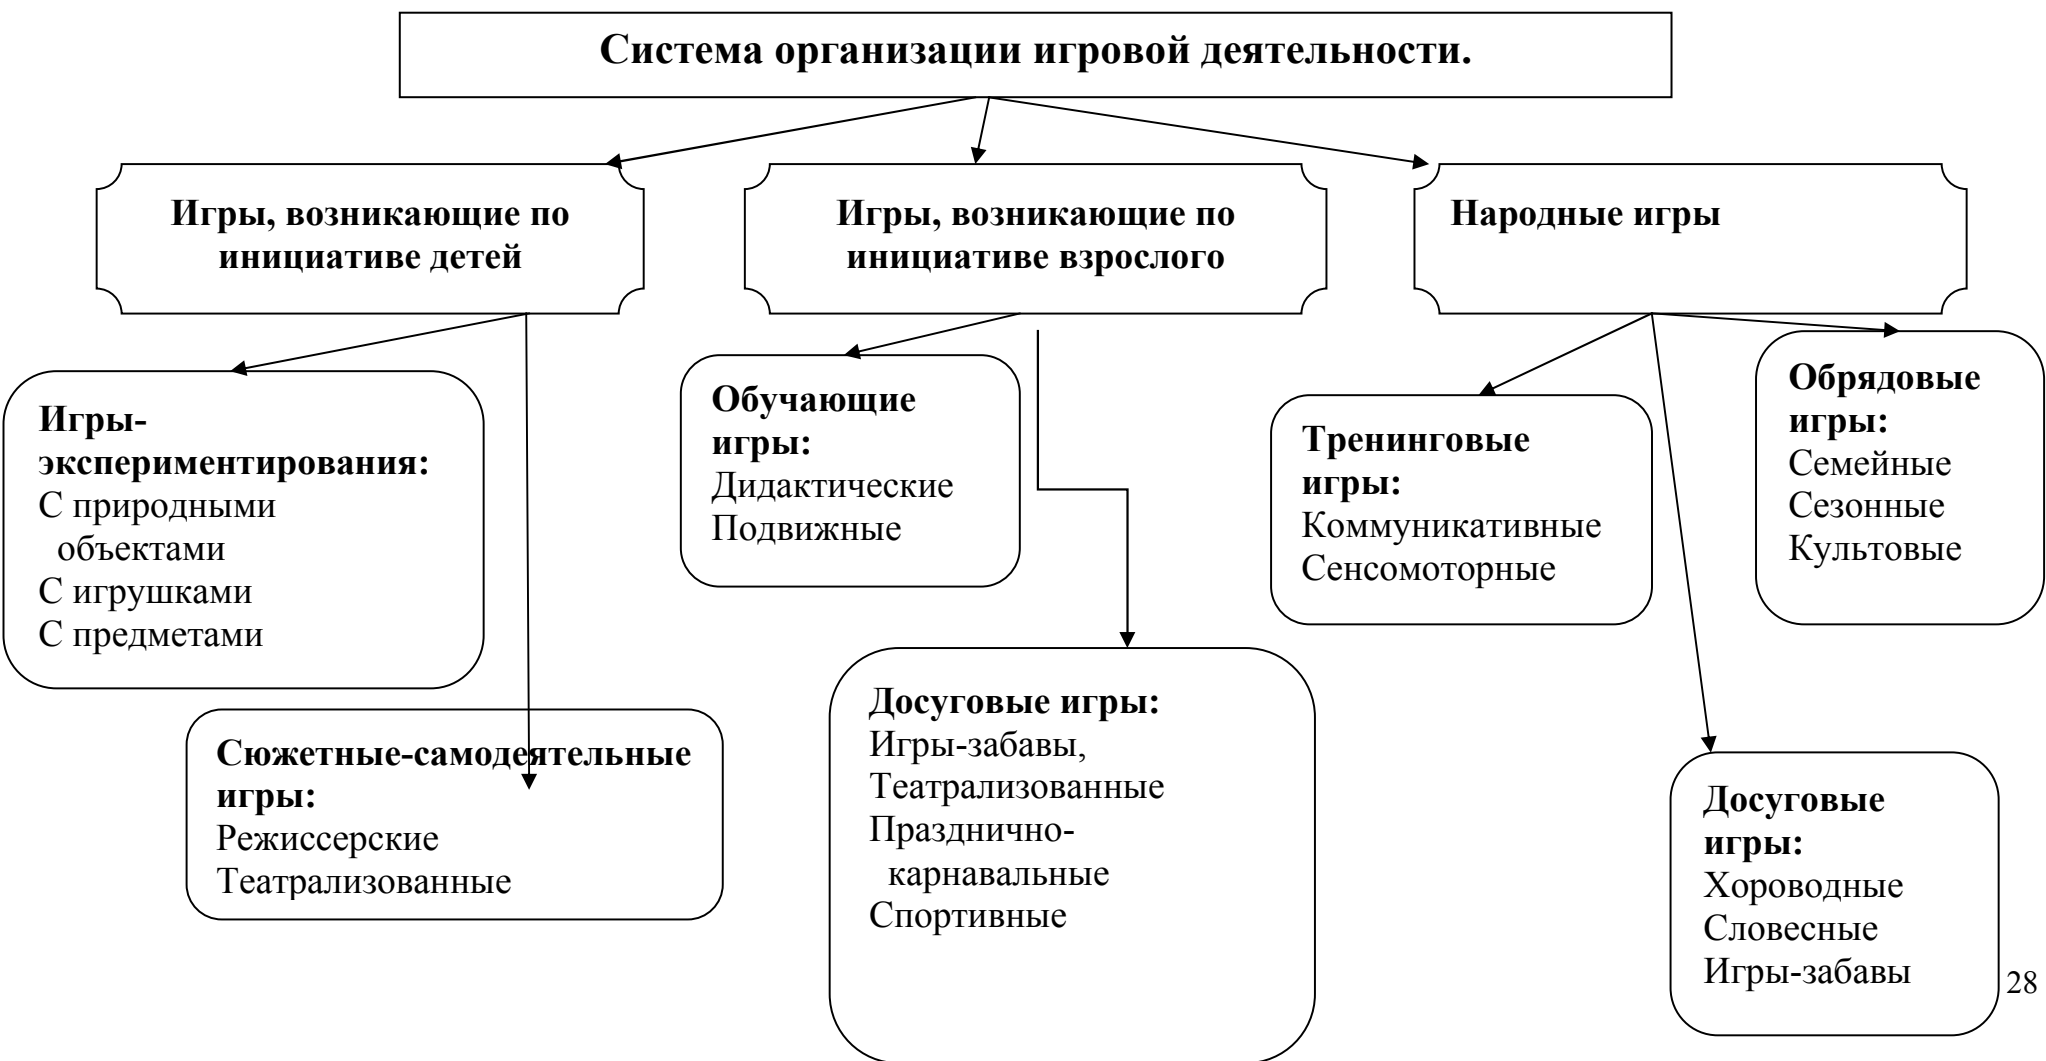 Система организации игровой деятельности.
Игры, возникающие по
инициативе детей
Игры, возникающие по
инициативе взрослого
Народные игры
Игры-
экспериментирования:
С природными
объектами
С игрушками
С предметами
Сюжетные-самодеятельные
игры:
Режиссерские
Театрализованные
Обучающие
игры:
Дидактические
Подвижные
Досуговые игры:
Игры-забавы,
Театрализованные
Празднично-
карнавальные
Спортивные
Тренинговые
игры:
Коммуникативные
Сенсомоторные
Обрядовые
игры:
Семейные
Сезонные
Культовые
Досуговые
игры:
Хороводные
Словесные
Игры-забавы
28